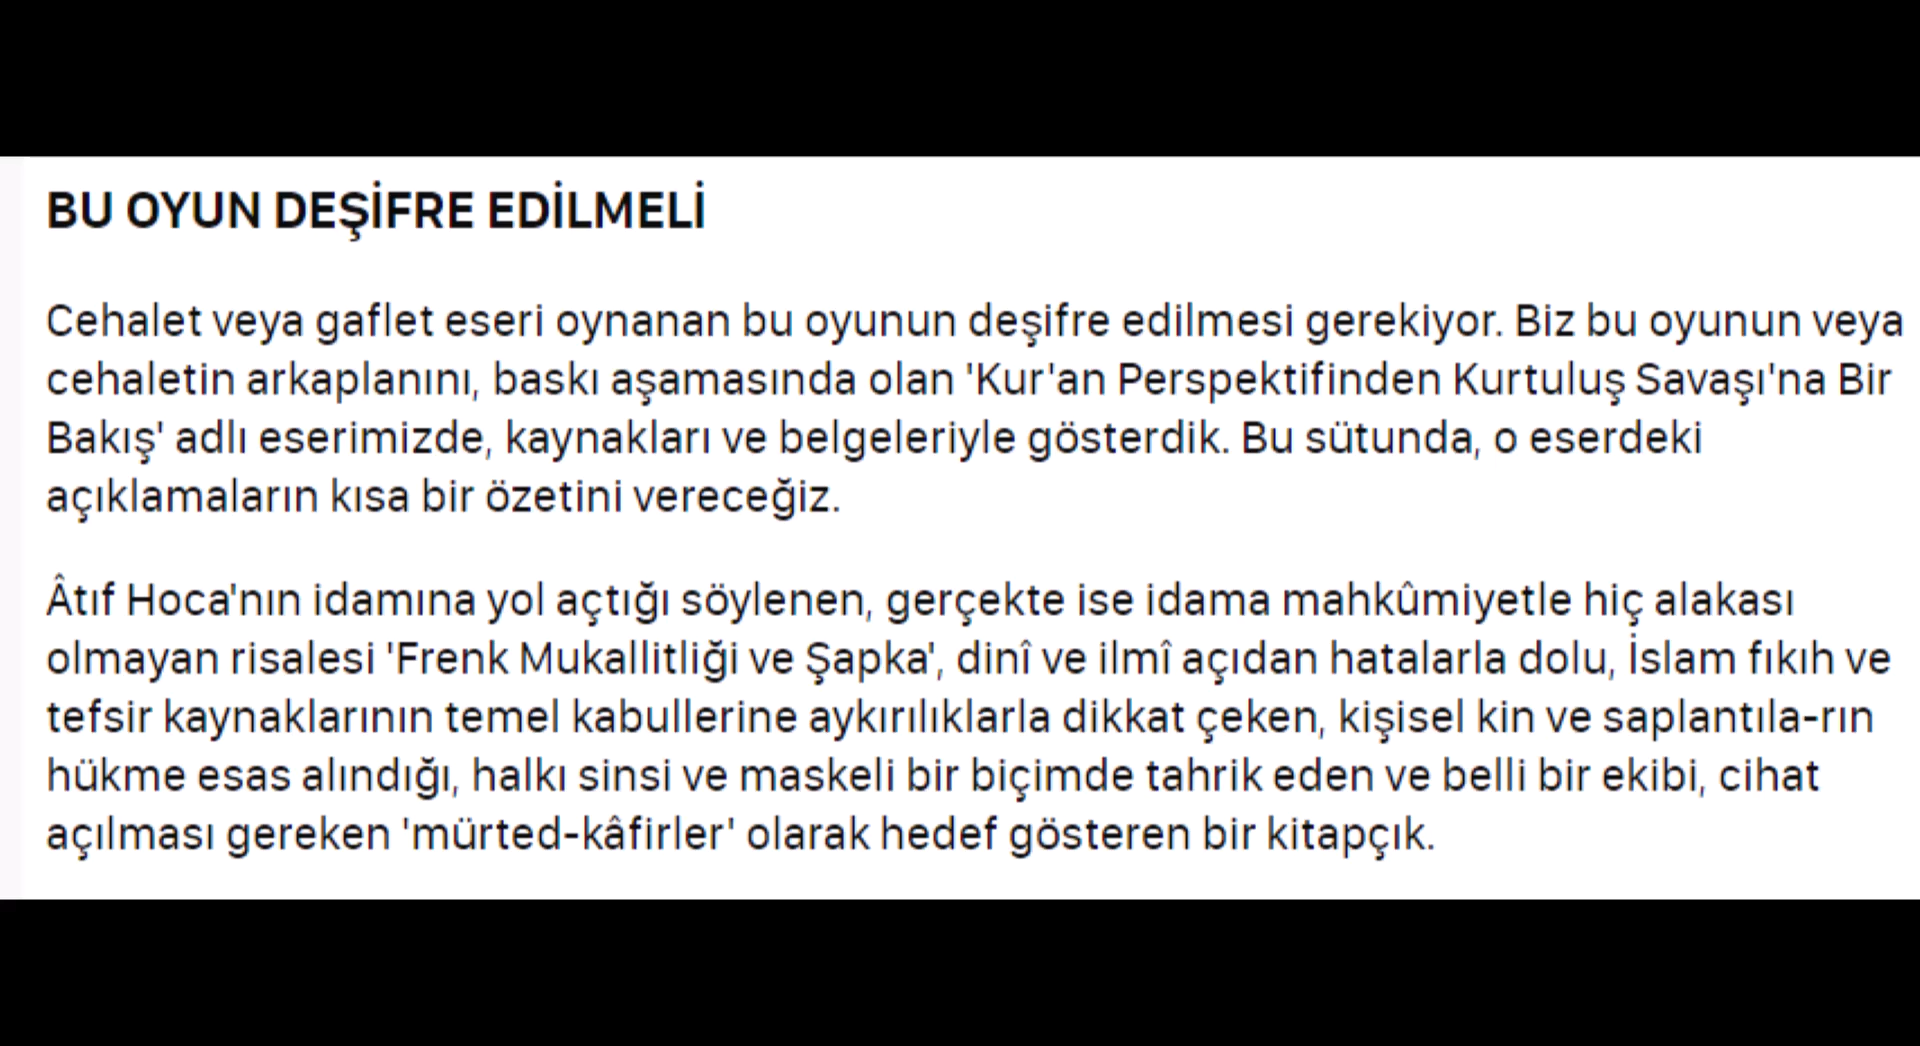 BU OYUN DEŞİFRE EDİLMELİ
Cehalet veya gaflet eseri oynanan bu oyunun deşifre edilmesi gerekiyor. Biz bu oyunun veya
cehaletin arkaplanını, baskı aşamasında olan 'Kur'an Perspektifinden Kurtuluş Savaşı'na Bir
Bakış' adlı eserimizde, kaynakları ve belgeleriyle gösterdik. Bu sütunda, o eserdeki
açıklamaların kısa bir özetini vereceğiz.
Âtıf Hoca'nın idamına yol açtığı söylenen, gerçekte ise idama mahkûmiyetle hiç alakası
olmayan risalesi 'Frenk Mukallitliği ve Şapka', dinî ve ilmî açıdan hatalarla dolu, İslam fıkıh ve
tefsir kaynaklarının temel kabullerine aykırılıklarla dikkat çeken, kişisel kin ve saplantıla-rın
hükme esas alındığı, halkı sinsi ve maskeli bir biçimde tahrik eden ve belli bir ekibi, cihat
açılması gereken 'mürted-kâfirler' olarak hedef gösteren bir kitapçık.